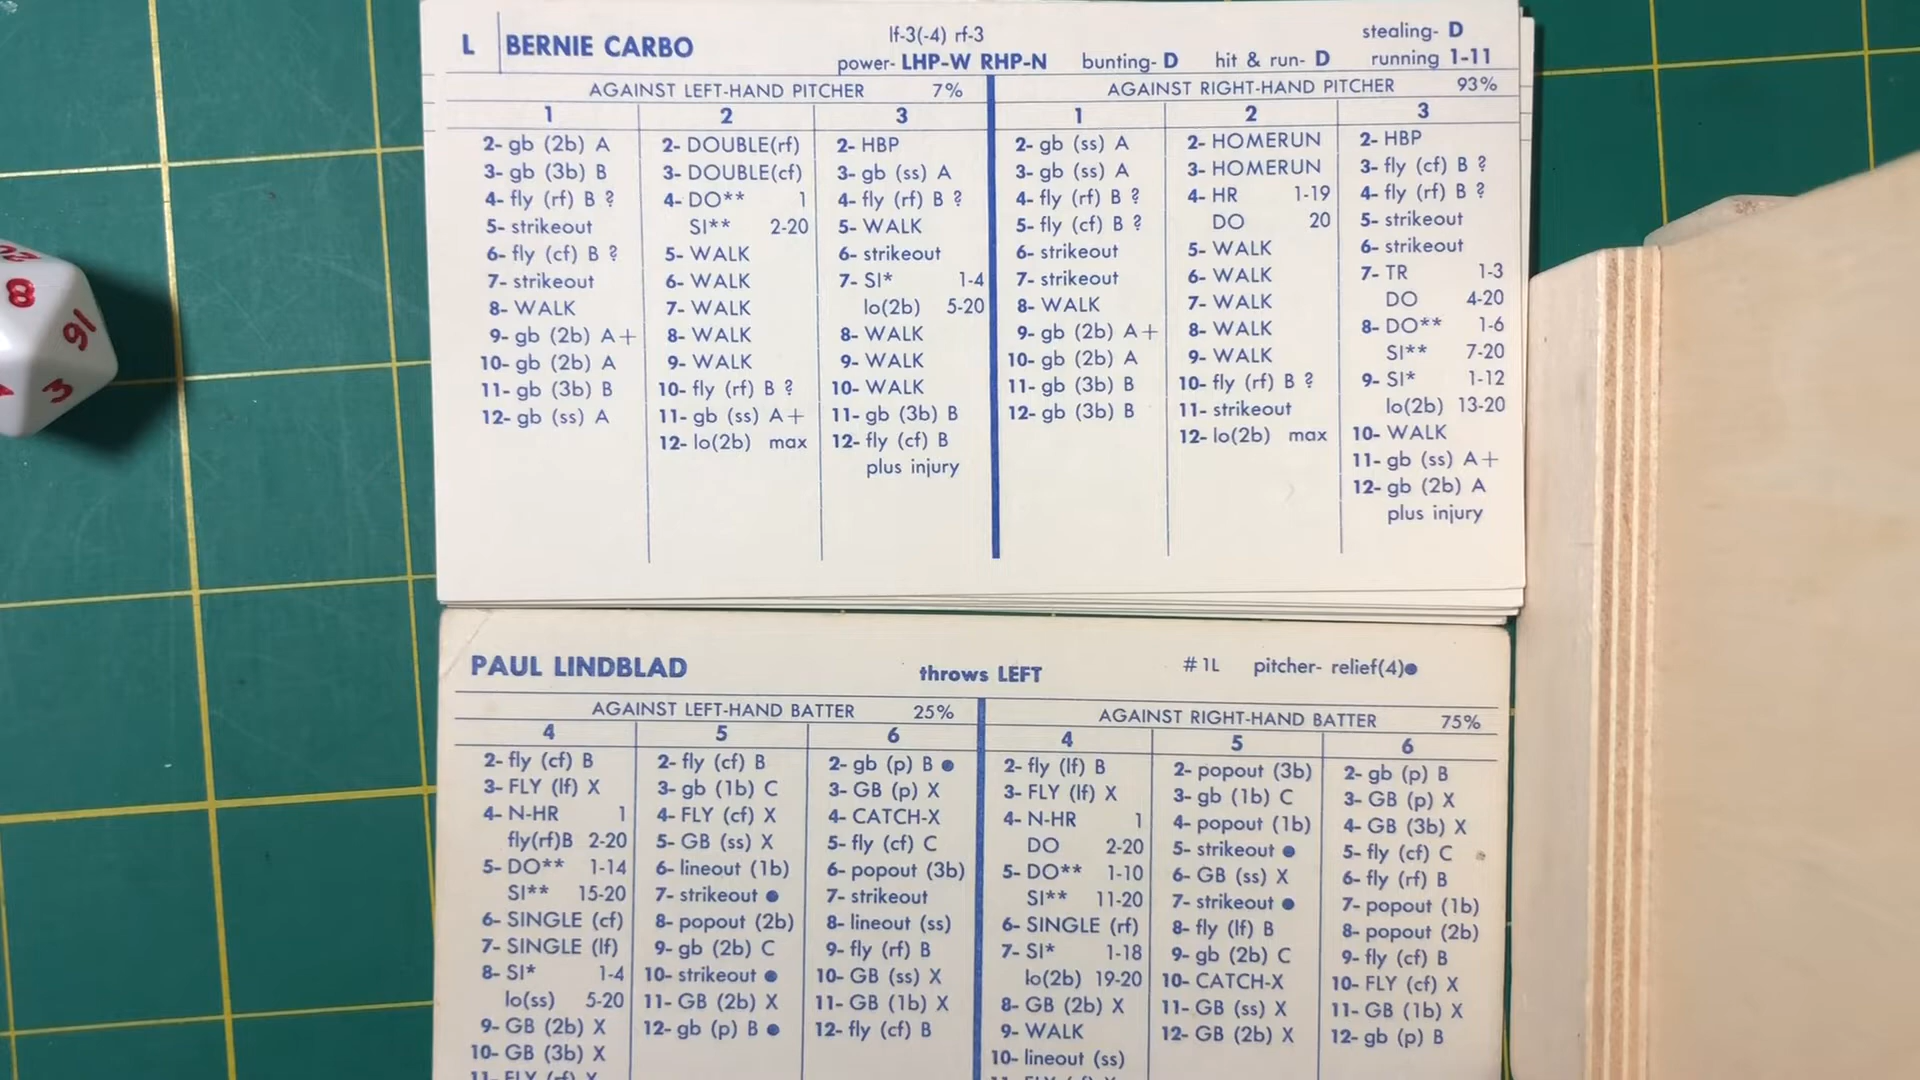 L BERNIE CARBO
lf-3(-4) rf-3
power- LHP-W RHP-N
bunting- D
hit & run- D
stealing- D
running 1-11
AGAINST LEFT-HAND PITCHER 7%
1
2- gb (2b) A
3- gb (3b) B
4- fly (rf) B ?
5- strikeout
6- fly (cf) B ?
7- strikeout
8- WALK
9- gb (2b) A+
10- gb (2b) A
11- gb (3b) B
12- gb (ss) A
2
2- DOUBLE(rf)
3- DOUBLE(cf)
4- DO** 1
SI** 2-20
5- WALK
6- WALK
7- WALK
8- WALK
9- WALK
10- fly (rf) B ?
11- gb (ss) A+
12- lo(2b) max
3
2- HBP
3- gb (ss) A
4- fly (rf) B ?
5- WALK
6- strikeout
7- SI* 1-4
lo(2b) 5-20
8- WALK
9- WALK
10- WALK
11- gb (3b) B
12- fly (cf) B
plus injury
AGAINST RIGHT-HAND PITCHER 93%
1
2- gb (ss) A
3- gb (ss) A
4- fly (rf) B ?
5- fly (cf) B ?
6- strikeout
7- strikeout
8- WALK
9- gb (2b) A+
10- gb (2b) A
11- gb (3b) B
12- gb (3b) B
2
2- HOMERUN
3- HOMERUN
4- HR 1-19
DO 20
5- WALK
6- WALK
7- WALK
8- WALK
9- WALK
10- fly (rf) B ?
11- strikeout
12- lo(2b) max
3
2- HBP
3- fly (cf) B ?
4- fly (rf) B ?
5- strikeout
6- strikeout
7- TR 1-3
DO 4-20
8- DO** 1-6
SI** 7-20
9- SI* 1-12
lo(2b) 13-20
10- WALK
11- gb (ss) A+
12- gb (2b) A
plus injury
8
16
3
PAUL LINDBLAD
throws LEFT
#1L
pitcher- relief(4)●
AGAINST LEFT-HAND BATTER 25%
4
2- fly (cf) B
3- FLY (lf) X
4- N-HR 1
fly(rf)B 2-20
5- DO** 1-14
SI** 15-20
6- SINGLE (cf)
7- SINGLE (lf)
8- SI* 1-4
lo(ss) 5-20
9- GB (2b) X
10- GB (3b) X
11- FLY (rf) X
5
2- fly (cf) B
3- gb (1b) C
4- FLY (cf) X
5- GB (ss) X
6- lineout (1b)
7- strikeout ●
8- popout (2b)
9- gb (2b) C
10- strikeout ●
11- GB (2b) X
12- gb (p) B ●
6
2- gb (p) B ●
3- GB (p) X
4- CATCH-X
5- fly (cf) C
6- popout (3b)
7- strikeout
8- lineout (ss)
9- fly (rf) B
10- GB (ss) X
11- GB (1b) X
12- fly (cf) B
AGAINST RIGHT-HAND BATTER 75%
4
2- fly (lf) B
3- FLY (lf) X
4- N-HR 1
DO 2-20
5- DO** 1-10
SI** 11-20
6- SINGLE (rf)
7- SI* 1-18
lo(2b) 19-20
8- GB (2b) X
9- WALK
10- lineout (ss)
5
2- popout (3b)
3- gb (1b) C
4- popout (1b)
5- strikeout ●
6- GB (ss) X
7- strikeout ●
8- fly (lf) B
9- gb (2b) C
10- CATCH-X
11- GB (ss) X
12- GB (2b) X
6
2- gb (p) B
3- GB (p) X
4- GB (3b) X
5- fly (cf) C
6- fly (rf) B
7- popout (1b)
8- popout (2b)
9- fly (cf) B
10- FLY (cf) X
11- GB (1b) X
12- gb (p) B